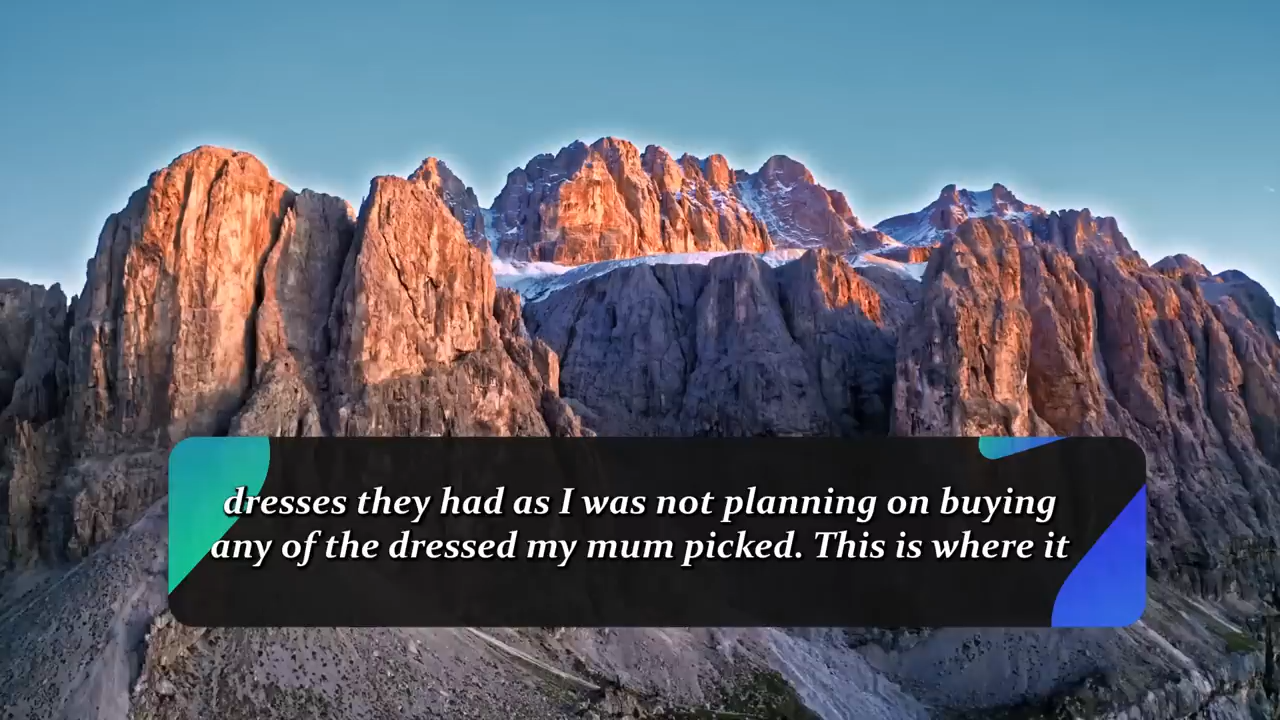 dresses they had as I was not planning on buying
any of the dressed my mum picked. This is where it